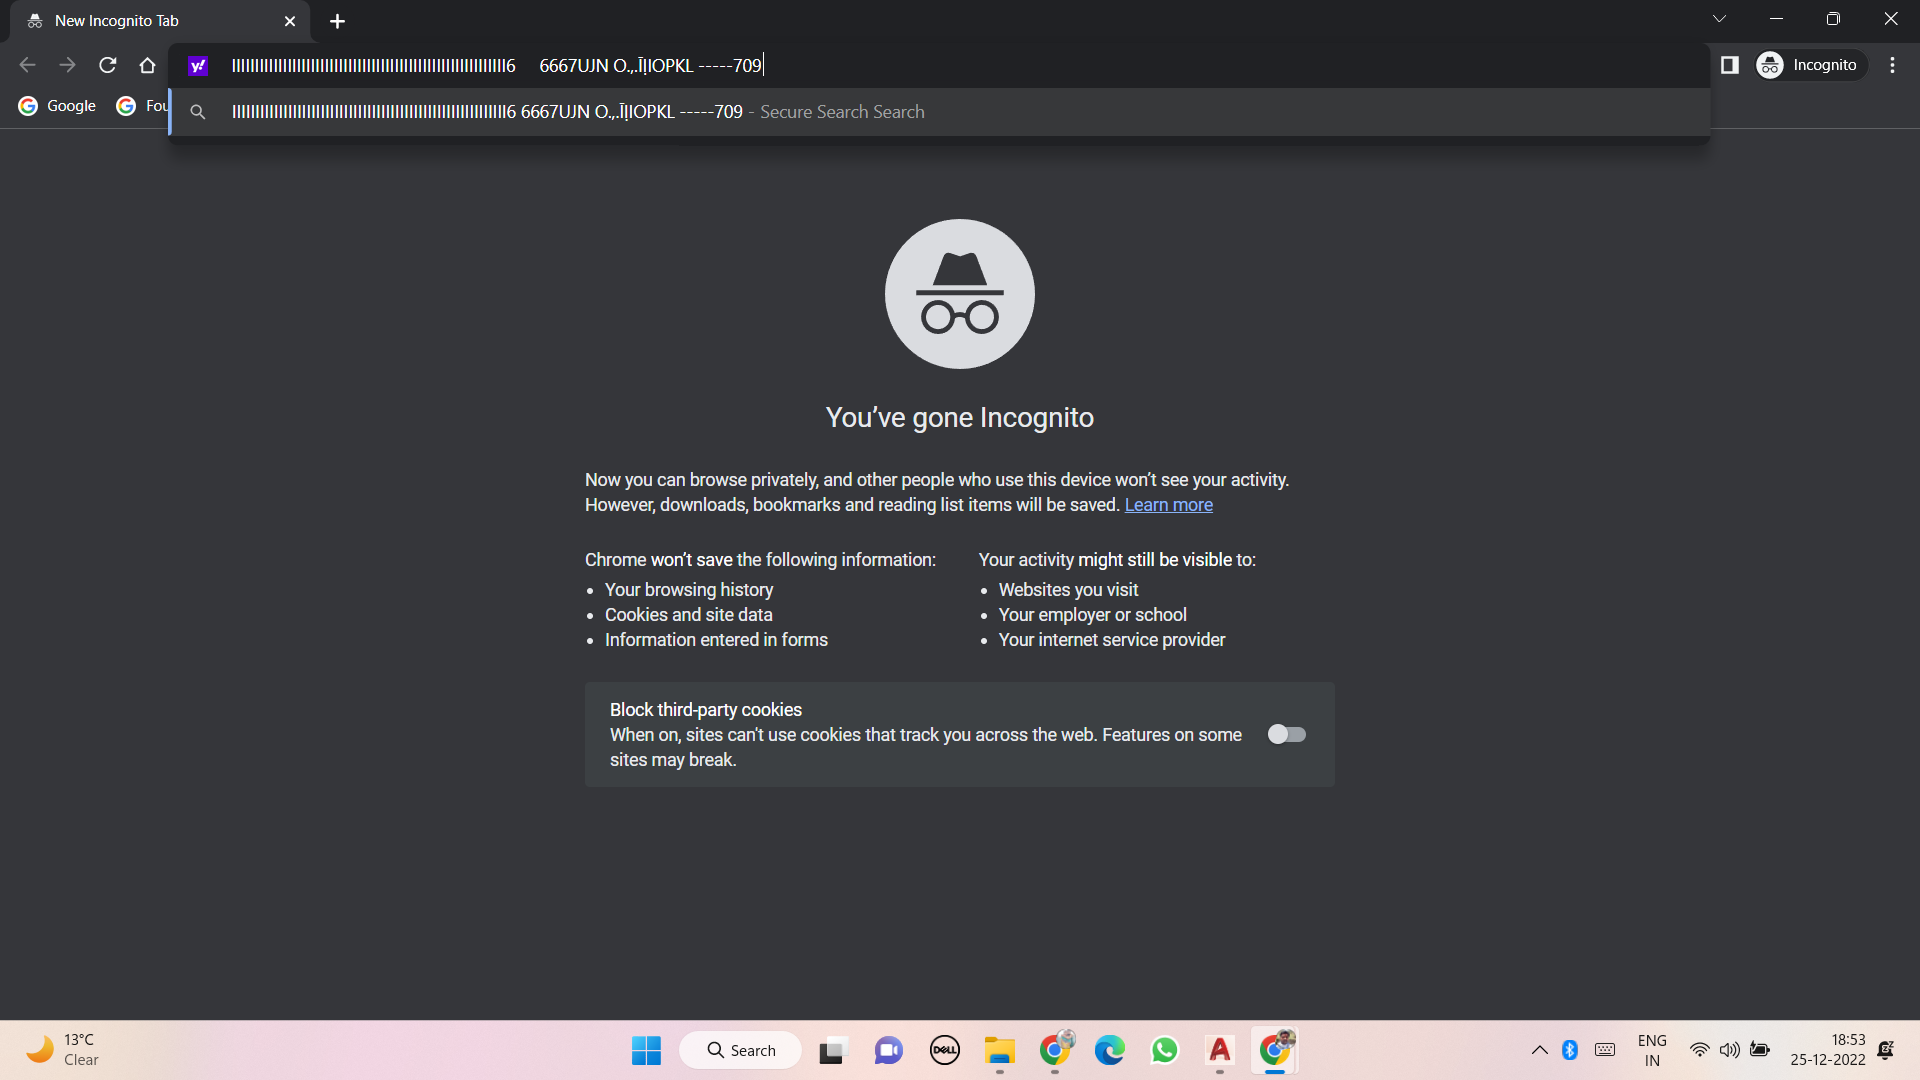 New Incognito Tab
IIIIIIIIIIIIIIIIIIIIIIIIIIIIIIIIIIIIIIIIIIIIIIIIIIIIIIIIIII6     6667UJN O.,.ĪḷIOPKL -----709
Incognito
Google
Fou
IIIIIIIIIIIIIIIIIIIIIIIIIIIIIIIIIIIIIIIIIIIIIIIIIIIIIIIIIII6 6667UJN O.,.ĪḷIOPKL -----709 - Secure Search Search
You've gone Incognito
Now you can browse privately, and other people who use this device won't see your activity.
However, downloads, bookmarks and reading list items will be saved. Learn more
Chrome won't save the following information:
• Your browsing history
• Cookies and site data
• Information entered in forms
Your activity might still be visible to:
• Websites you visit
• Your employer or school
• Your internet service provider
Block third-party cookies
When on, sites can't use cookies that track you across the web. Features on some
sites may break.
13°C
Clear
Search
DELL
ENG
IN
18:53
25-12-2022